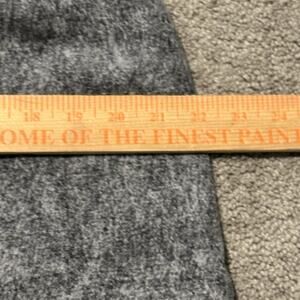 18 19 20 21 22 23 24
OME OF THE FINEST PAINT